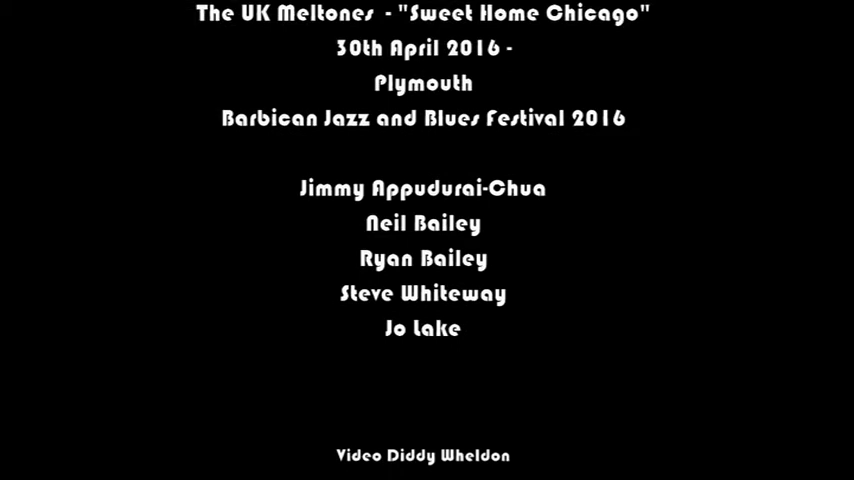 The UK Meltones - "Sweet Home Chicago"
30th April 2016 -
Plymouth
Barbican Jazz and Blues Festival 2016
Jimmy Appudurai-Chua
Neil Bailey
Ryan Bailey
Steve Whiteway
Jo Lake
Video Diddy Wheldon